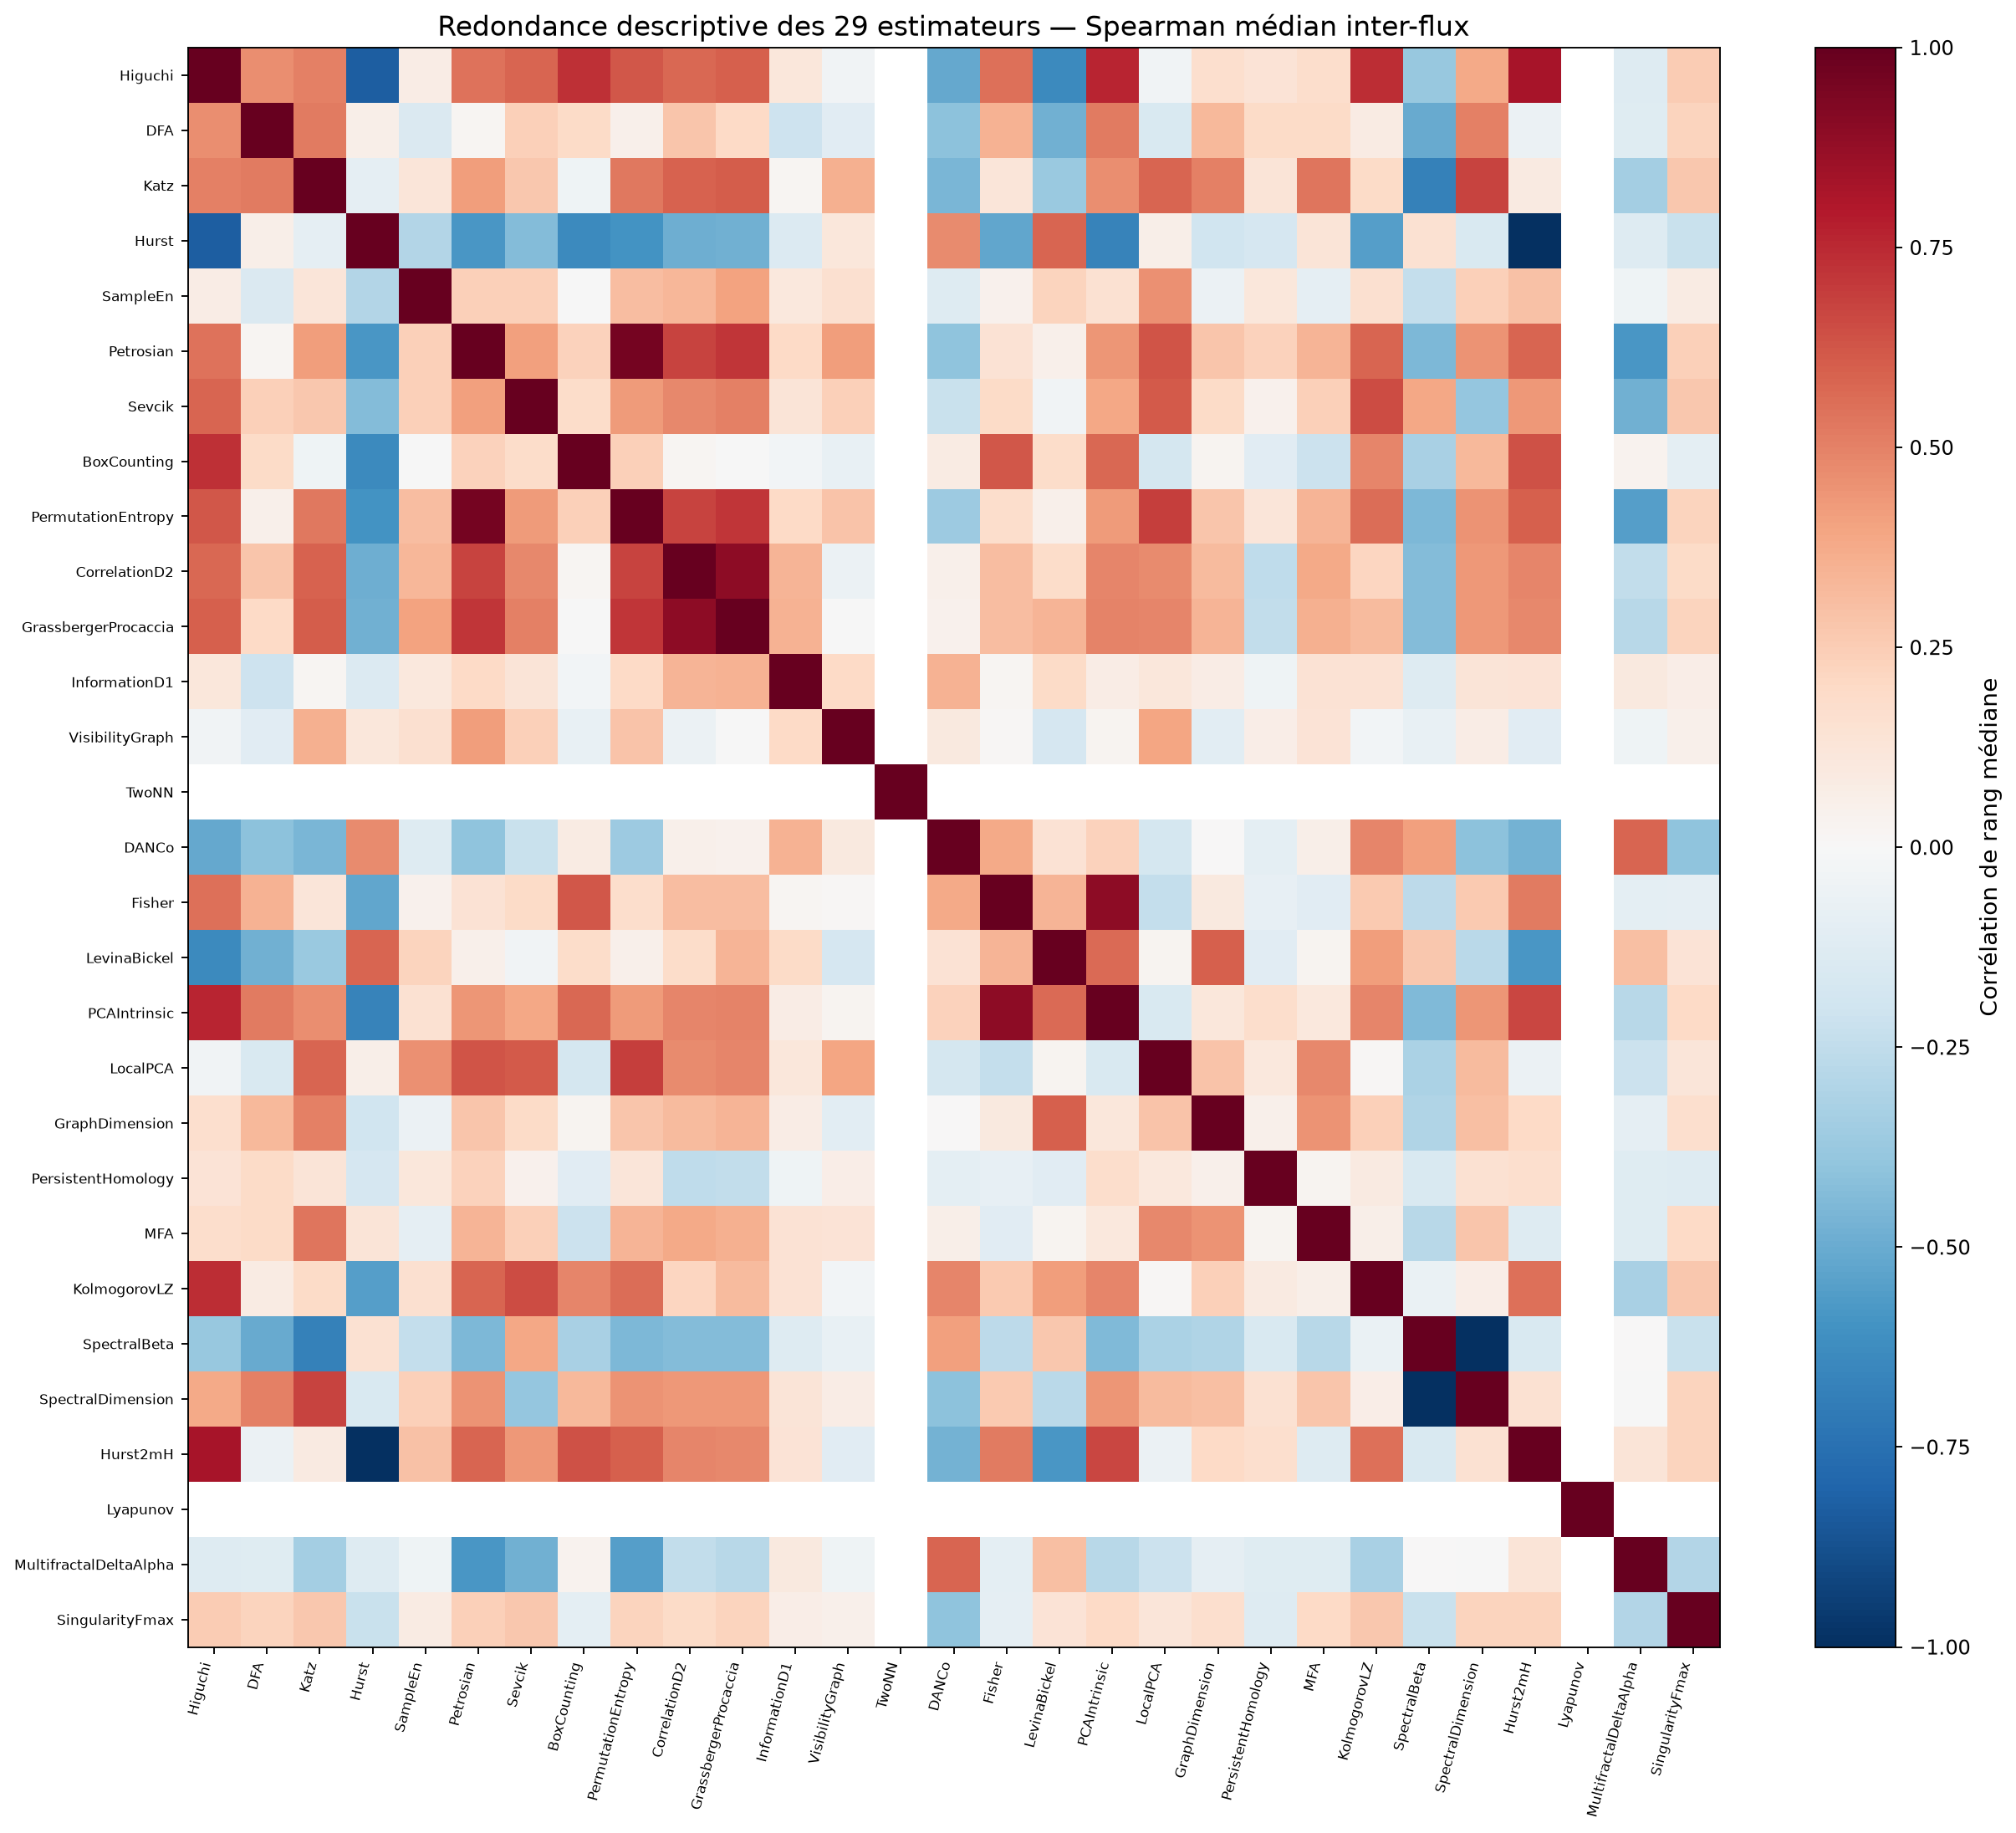 Redondance descriptive des 29 estimateurs — Spearman médian inter-flux
Higuchi
DFA
Katz
Hurst
SampleEn
Petrosian
Sevcik
BoxCounting
PermutationEntropy
CorrelationD2
GrassbergerProcaccia
InformationD1
VisibilityGraph
TwoNN
DANCo
Fisher
LevinaBickel
PCAIntrinsic
LocalPCA
GraphDimension
PersistentHomology
MFA
KolmogorovLZ
SpectralBeta
SpectralDimension
Hurst2mH
Lyapunov
MultifractalDeltaAlpha
SingularityFmax
Higuchi
DFA
Katz
Hurst
SampleEn
Petrosian
Sevcik
BoxCounting
PermutationEntropy
CorrelationD2
GrassbergerProcaccia
InformationD1
VisibilityGraph
TwoNN
DANCo
Fisher
LevinaBickel
PCAIntrinsic
LocalPCA
GraphDimension
PersistentHomology
MFA
KolmogorovLZ
SpectralBeta
SpectralDimension
Hurst2mH
Lyapunov
MultifractalDeltaAlpha
SingularityFmax
1.00
0.75
0.50
0.25
0.00
−0.25
−0.50
−0.75
−1.00
Corrélation de rang médiane